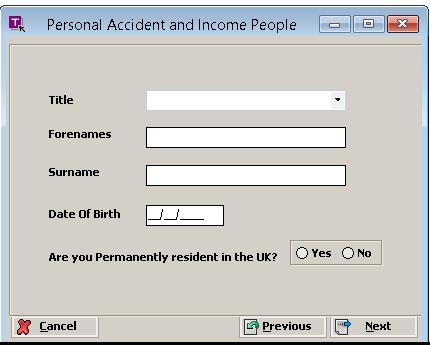 Personal Accident and Income People
Title
Forenames
Surname
Date Of Birth __/__/____
Are you Permanently resident in the UK? Yes No
Cancel Previous Next